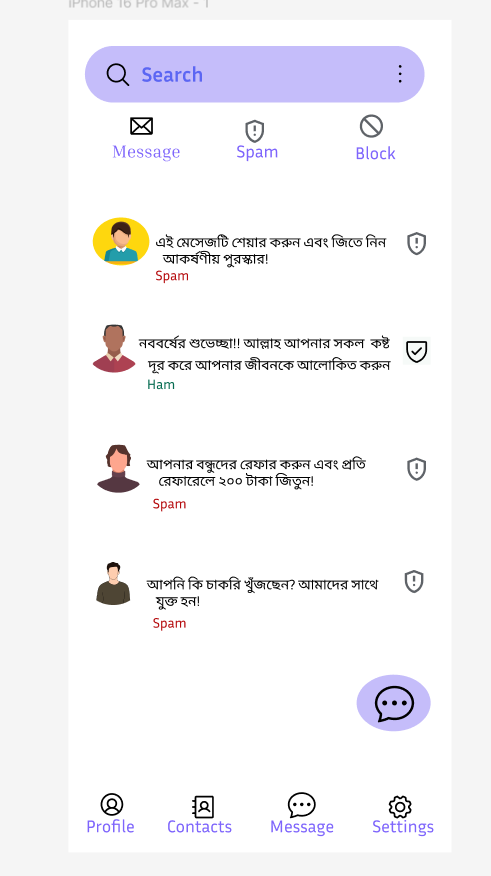 iPhone 16 Pro Max - 1
Search
Message
Spam
Block
এই মেসেজটি শেয়ার করুন এবং জিতে নিন
আকর্ষণীয় পুরস্কার!
Spam
নববর্ষের শুভেচ্ছা!! আল্লাহ আপনার সকল কষ্ট
দূর করে আপনার জীবনকে আলোকিত করুন
Ham
আপনার বন্ধুদের রেফার করুন এবং প্রতি
রেফারেলে ২০০ টাকা জিতুন!
Spam
আপনি কি চাকরি খুঁজছেন? আমাদের সাথে
যুক্ত হন!
Spam
Profile
Contacts
Message
Settings